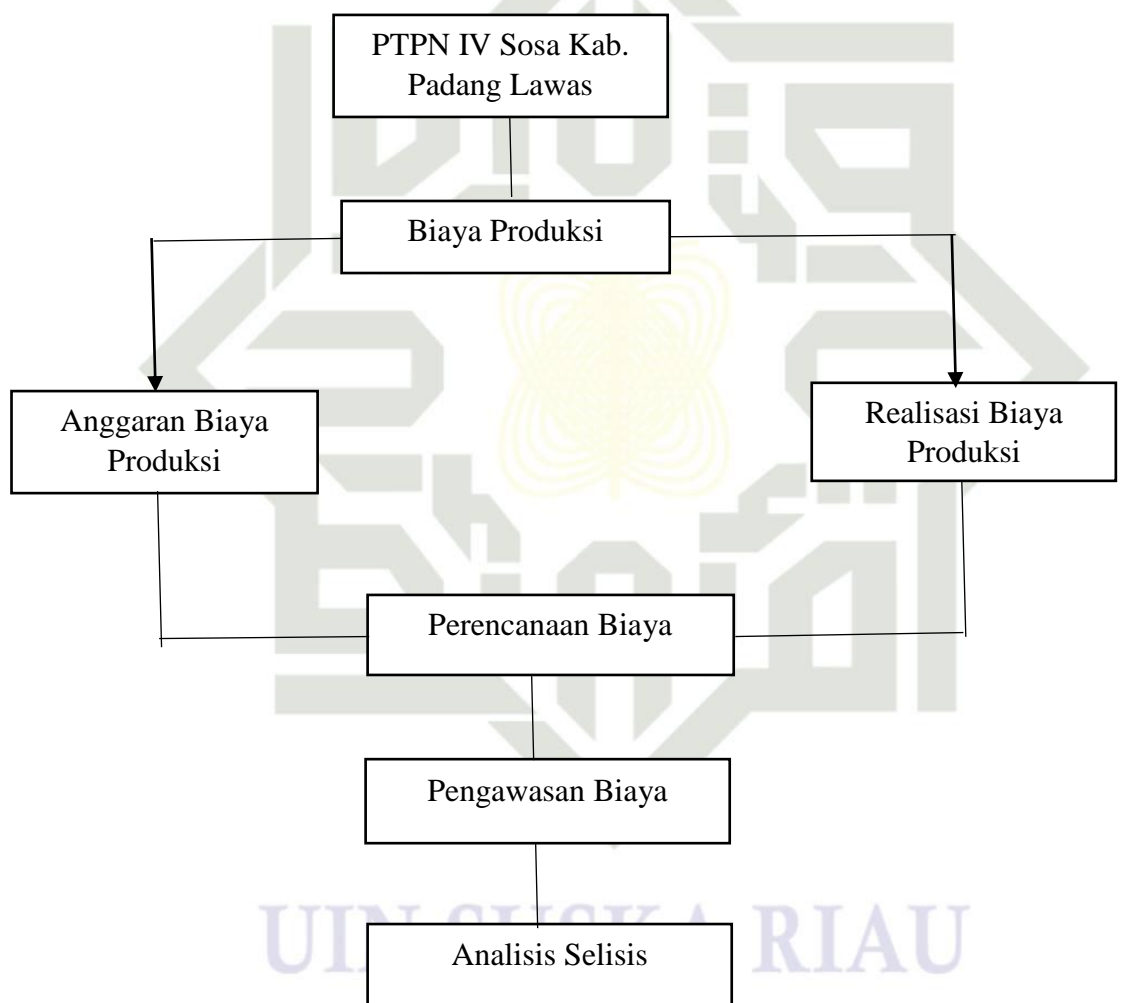 PTPN IV Sosa Kab.
Padang Lawas
Biaya Produksi
Anggaran Biaya
Produksi
Realisasi Biaya
Produksi
Perencanaan Biaya
Pengawasan Biaya
UIN SUSKA RIAU
Analisis Selisis